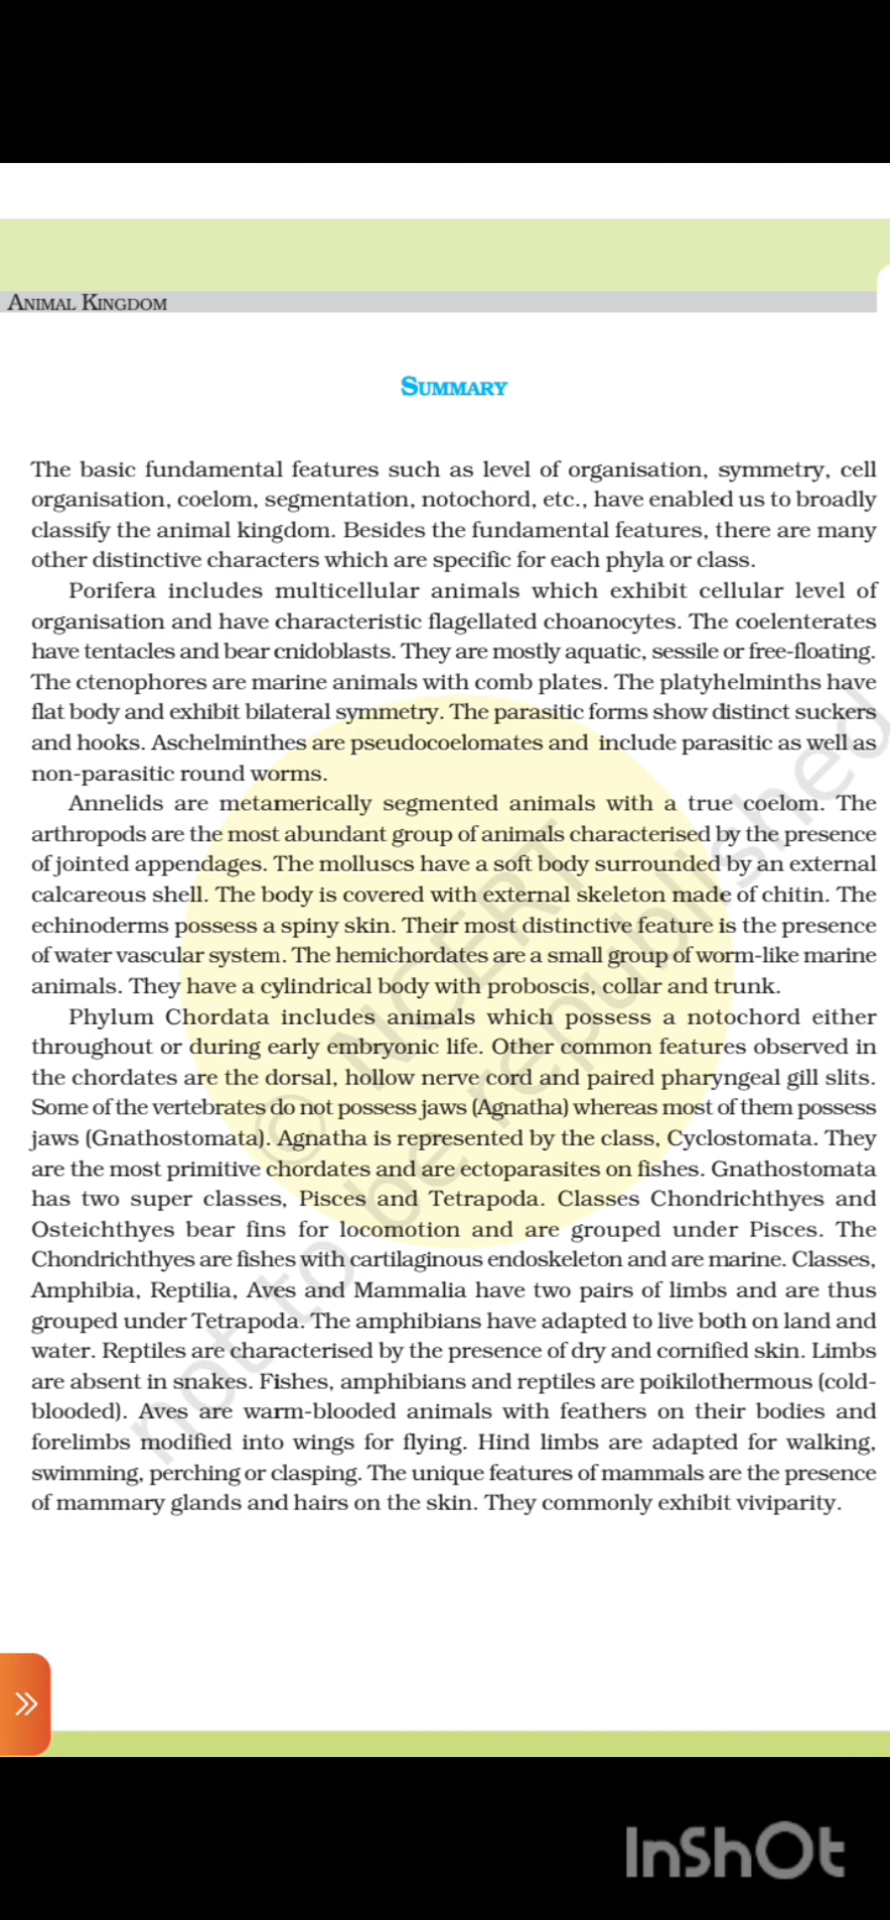 ANIMAL KINGDOM
SUMMARY
The basic fundamental features such as level of organisation, symmetry, cell
organisation, coelom, segmentation, notochord, etc., have enabled us to broadly
classify the animal kingdom. Besides the fundamental features, there are many
other distinctive characters which are specific for each phyla or class.
Porifera includes multicellular animals which exhibit cellular level of
organisation and have characteristic flagellated choanocytes. The coelenterates
have tentacles and bear cnidoblasts. They are mostly aquatic, sessile or free-floating.
The ctenophores are marine animals with comb plates. The platyhelminths have
flat body and exhibit bilateral symmetry. The parasitic forms show distinct suckers
and hooks. Aschelminthes are pseudocoelomates and include parasitic as well as
non-parasitic round worms.
Annelids are metamerically segmented animals with a true coelom. The
arthropods are the most abundant group of animals characterised by the presence
of jointed appendages. The molluscs have a soft body surrounded by an external
calcareous shell. The body is covered with external skeleton made of chitin. The
echinoderms possess a spiny skin. Their most distinctive feature is the presence
of water vascular system. The hemichordates are a small group of worm-like marine
animals. They have a cylindrical body with proboscis, collar and trunk.
Phylum Chordata includes animals which possess a notochord either
throughout or during early embryonic life. Other common features observed in
the chordates are the dorsal, hollow nerve cord and paired pharyngeal gill slits.
Some of the vertebrates do not possess jaws (Agnatha) whereas most of them possess
jaws (Gnathostomata). Agnatha is represented by the class, Cyclostomata. They
are the most primitive chordates and are ectoparasites on fishes. Gnathostomata
has two super classes, Pisces and Tetrapoda. Classes Chondrichthyes and
Osteichthyes bear fins for locomotion and are grouped under Pisces. The
Chondrichthyes are fishes with cartilaginous endoskeleton and are marine. Classes,
Amphibia, Reptilia, Aves and Mammalia have two pairs of limbs and are thus
grouped under Tetrapoda. The amphibians have adapted to live both on land and
water. Reptiles are characterised by the presence of dry and cornified skin. Limbs
are absent in snakes. Fishes, amphibians and reptiles are poikilothermous (cold-
blooded). Aves are warm-blooded animals with feathers on their bodies and
forelimbs modified into wings for flying. Hind limbs are adapted for walking,
swimming, perching or clasping. The unique features of mammals are the presence
of mammary glands and hairs on the skin. They commonly exhibit viviparity.
© NCERT
not to be republished
InShOt